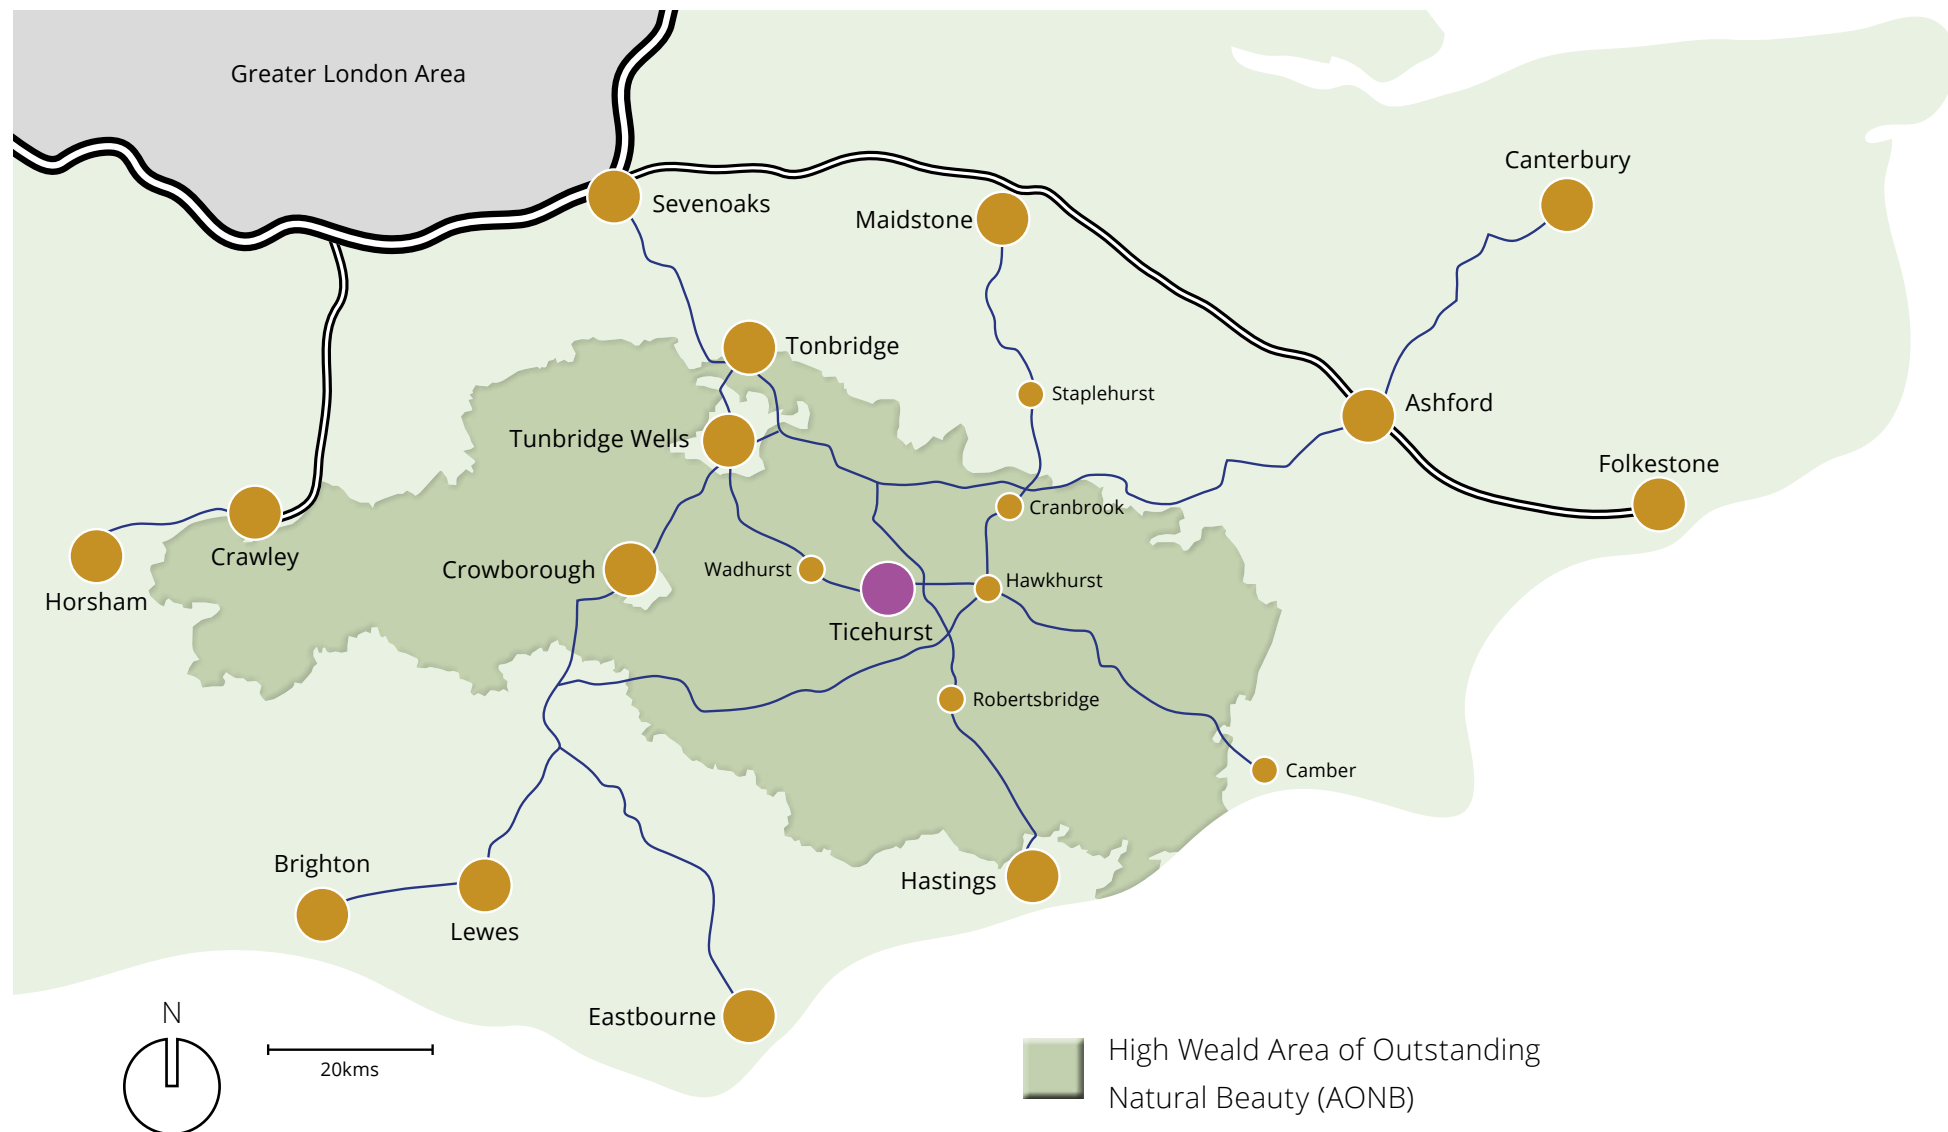 Greater London Area
Canterbury
Sevenoaks
Maidstone
Tonbridge
Staplehurst
Ashford
Tunbridge Wells
Folkestone
Cranbrook
Crawley
Crowborough
Wadhurst
Hawkhurst
Horsham
Ticehurst
Robertsbridge
Camber
Brighton
Hastings
Lewes
Eastbourne
N
20kms
High Weald Area of Outstanding
Natural Beauty (AONB)